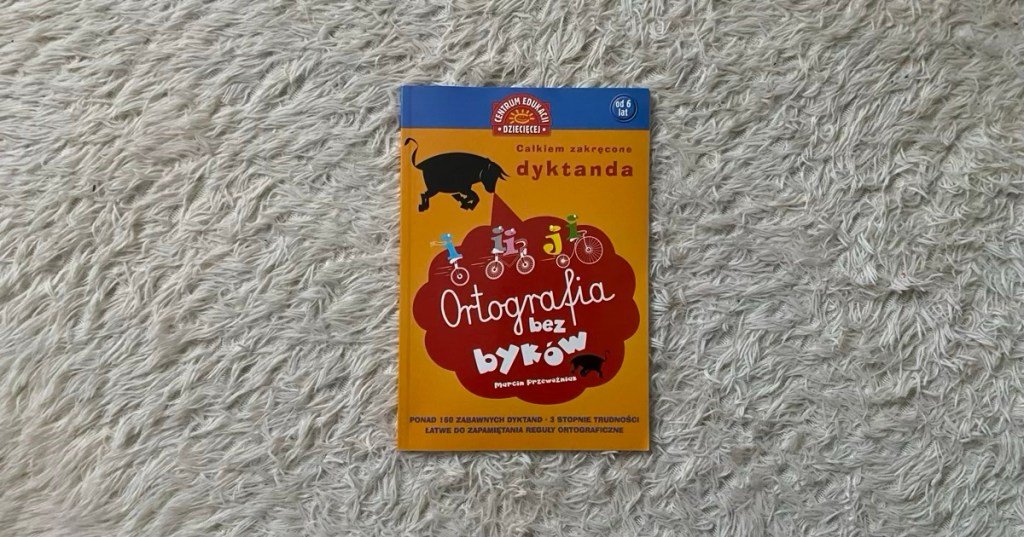 CENTRUM EDUKACJI
DZIECIĘCEJ
od 6
lat
Całkiem zakręcone
dyktanda
i ii ji
Ortografia
bez
byków
Marcin Przewoźniak
PONAD 100 ZABAWNYCH DYKTAND · 3 STOPNIE TRUDNOŚCI
ŁATWE DO ZAPAMIĘTANIA REGUŁY ORTOGRAFICZNE